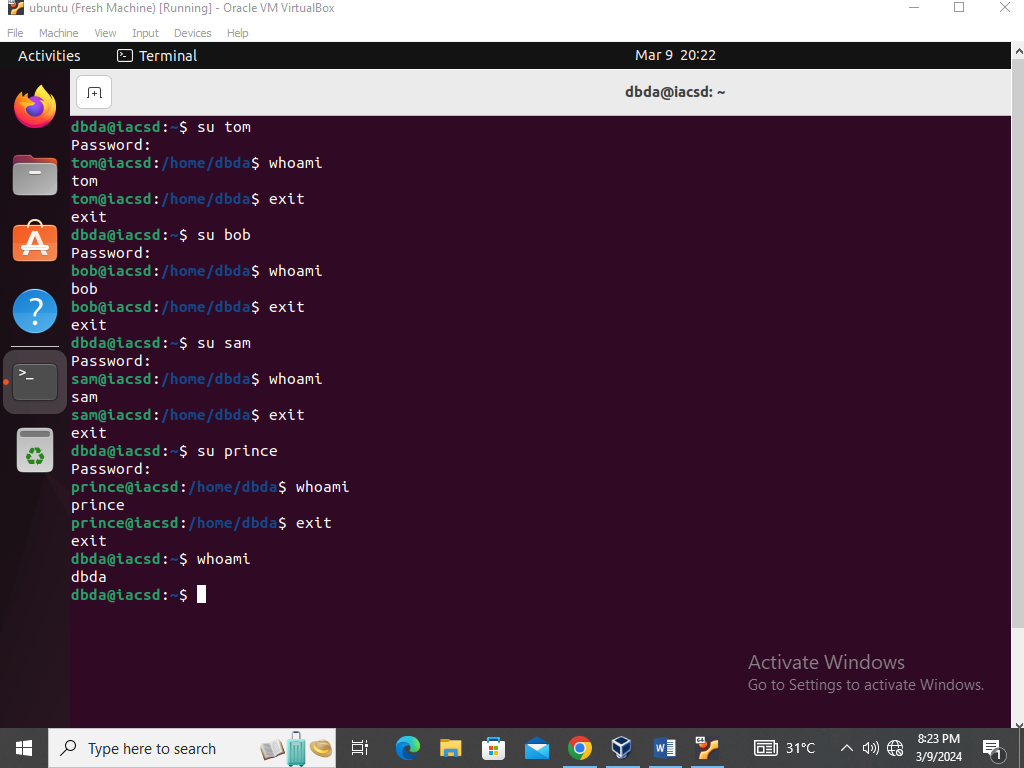 ubuntu (Fresh Machine) [Running] - Oracle VM VirtualBox
File Machine View Input Devices Help
Activities Terminal Mar 9 20:22
dbda@iacsd: ~
dbda@iacsd:~$ su tom
Password:
tom@iacsd:/home/dbda$ whoami
tom
tom@iacsd:/home/dbda$ exit
exit
dbda@iacsd:~$ su bob
Password:
bob@iacsd:/home/dbda$ whoami
bob
bob@iacsd:/home/dbda$ exit
exit
dbda@iacsd:~$ su sam
Password:
sam@iacsd:/home/dbda$ whoami
sam
sam@iacsd:/home/dbda$ exit
exit
dbda@iacsd:~$ su prince
Password:
prince@iacsd:/home/dbda$ whoami
prince
prince@iacsd:/home/dbda$ exit
exit
dbda@iacsd:~$ whoami
dbda
dbda@iacsd:~$
Activate Windows
Go to Settings to activate Windows.
Type here to search
31°C
8:23 PM
3/9/2024
1